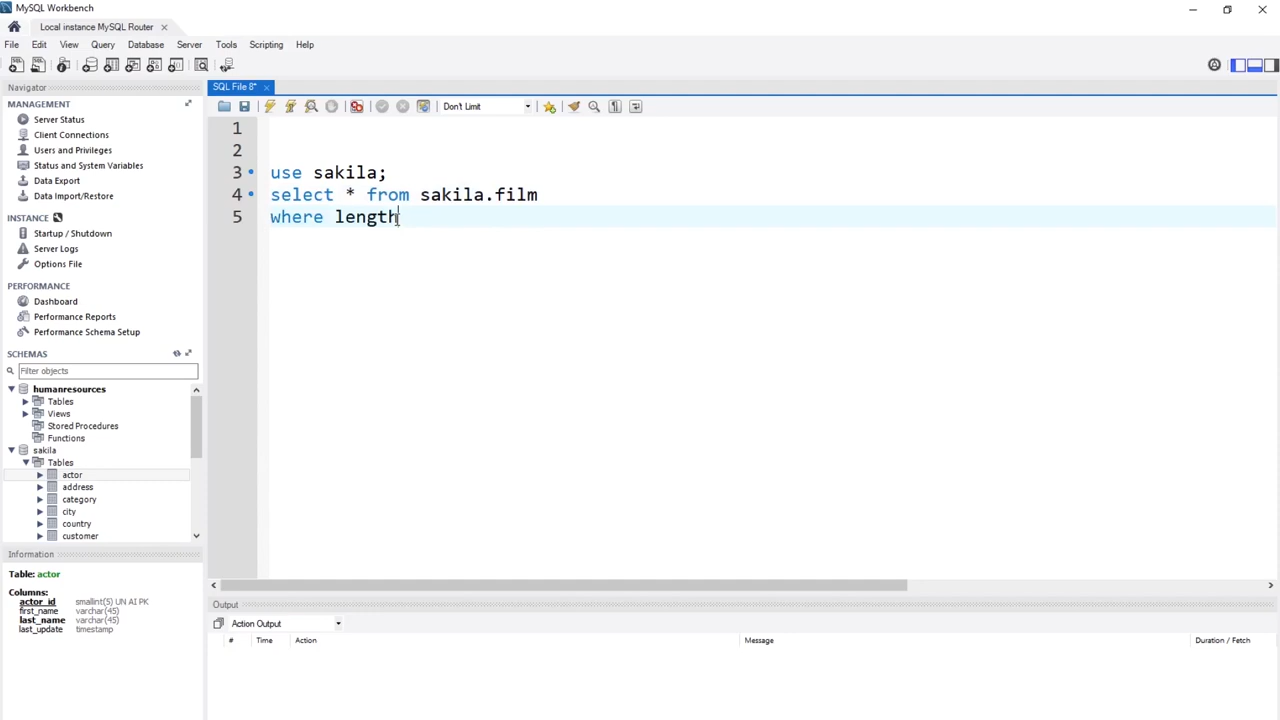 MySQL Workbench
Local instance MySQL Router
File Edit View Query Database Server Tools Scripting Help
Navigator
SQL File 8*
MANAGEMENT
Don't Limit
Server Status
Client Connections
Users and Privileges
Status and System Variables
Data Export
Data Import/Restore
INSTANCE
Startup / Shutdown
Server Logs
Options File
PERFORMANCE
Dashboard
Performance Reports
Performance Schema Setup
SCHEMAS
Filter objects
humanresources
Tables
Views
Stored Procedures
Functions
sakila
Tables
actor
address
category
city
country
customer
Information
Table: actor
Columns:
actor_id smallint(5) UN AI PK
first_name varchar(45)
last_name varchar(45)
last_update timestamp
1
2
3 use sakila;
4 select * from sakila.film
5 where length
Output
Action Output
# Time Action Message Duration / Fetch